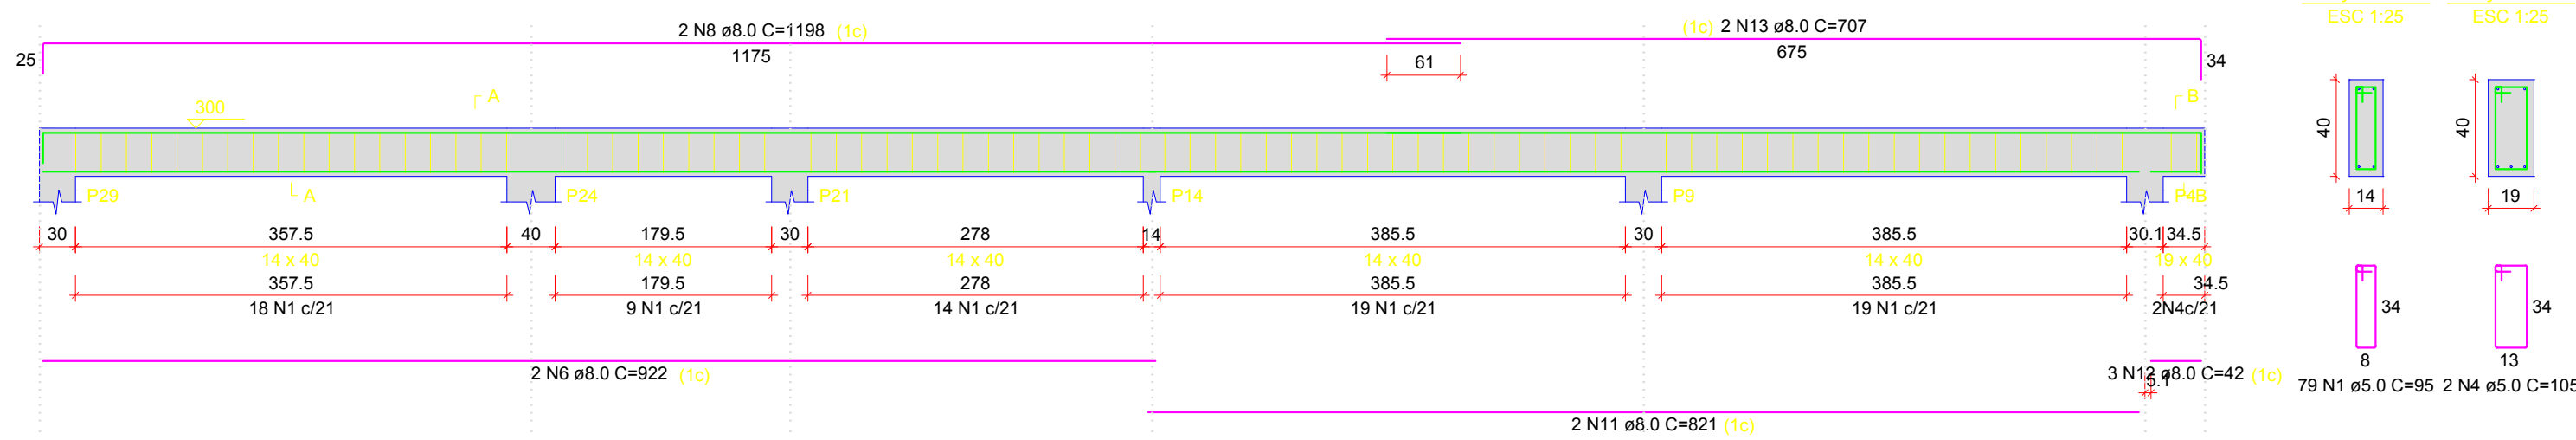 2 N8 ø8.0 C=1198 (1c)
(1c) 2 N13 ø8.0 C=707
ESC 1:25
ESC 1:25
25
1175
61
675
34
300
A
B
A
P29
P24
P21
P14
P9
P4B
40
40
14
19
30
357.5
40
179.5
30
278
14
385.5
30
385.5
30.1
34.5
14 x 40
14 x 40
14 x 40
14 x 40
14 x 40
19 x 40
357.5
179.5
278
385.5
385.5
34.5
18 N1 c/21
9 N1 c/21
14 N1 c/21
19 N1 c/21
19 N1 c/21
2N4c/21
34
34
8
13
2 N6 ø8.0 C=922 (1c)
3 N12 ø8.0 C=42 (1c)
5.1
79 N1 ø5.0 C=95
2 N4 ø5.0 C=105
2 N11 ø8.0 C=821 (1c)